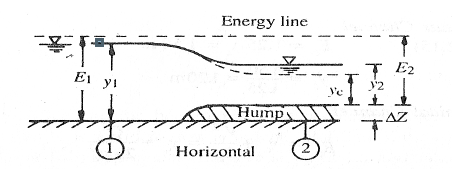 Energy line
E1 y1 yc y2 E2
Hump ΔZ
1 Horizontal 2